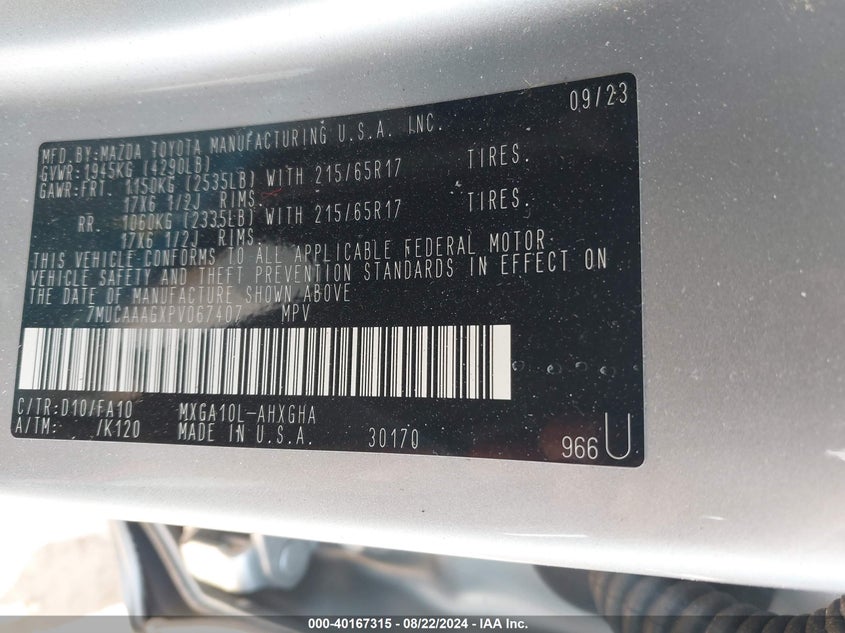 09/23
MFD.BY:MAZDA TOYOTA MANUFACTURING U.S.A. INC.
GVWR:1945KG (4290LB)
GAWR:FRT. 1150KG (2535LB) WITH 215/65R17 TIRES.
17X6 1/2J RIMS.
RR. 1060KG (2335LB) WITH 215/65R17 TIRES.
17X6 1/2J RIMS.
THIS VEHICLE CONFORMS TO ALL APPLICABLE FEDERAL MOTOR
VEHICLE SAFETY AND THEFT PREVENTION STANDARDS IN EFFECT ON
THE DATE OF MANUFACTURE SHOWN ABOVE
7MUCAAAGXPV067407 MPV
C/TR:D10/FA10 MXGA10L-AHXGHA
A/TM: /K120 MADE IN U.S.A. 30170
966U
000-40167315 - 08/22/2024 - IAA Inc.